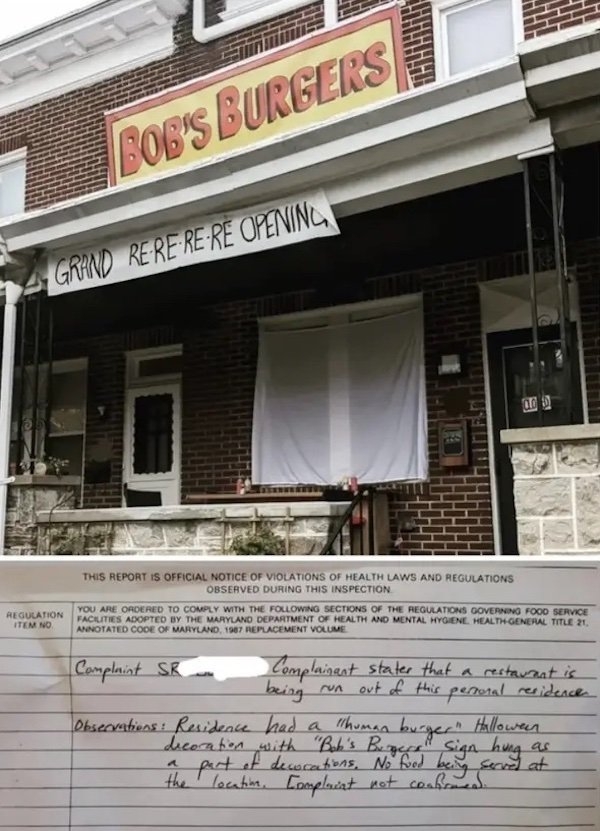 BOB'S BURGERS
GRAND RE-RE-RE-RE OPENING
THIS REPORT IS OFFICIAL NOTICE OF VIOLATIONS OF HEALTH LAWS AND REGULATIONS
OBSERVED DURING THIS INSPECTION.
REGULATION
ITEM NO.
YOU ARE ORDERED TO COMPLY WITH THE FOLLOWING SECTIONS OF THE REGULATIONS GOVERNING FOOD SERVICE
FACILITIES ADOPTED BY THE MARYLAND DEPARTMENT OF HEALTH AND MENTAL HYGIENE, HEALTH-GENERAL TITLE 21,
ANNOTATED CODE OF MARYLAND, 1987 REPLACEMENT VOLUME.
Complaint SR Complainant states that a restaurant is
being run out of this personal residence
Observations: Residence had a "human burger" Halloween
decoration with "Bob's Burgers" sign hung as
a part of decorations. No food being served at
the location. Complaint not confirmed.